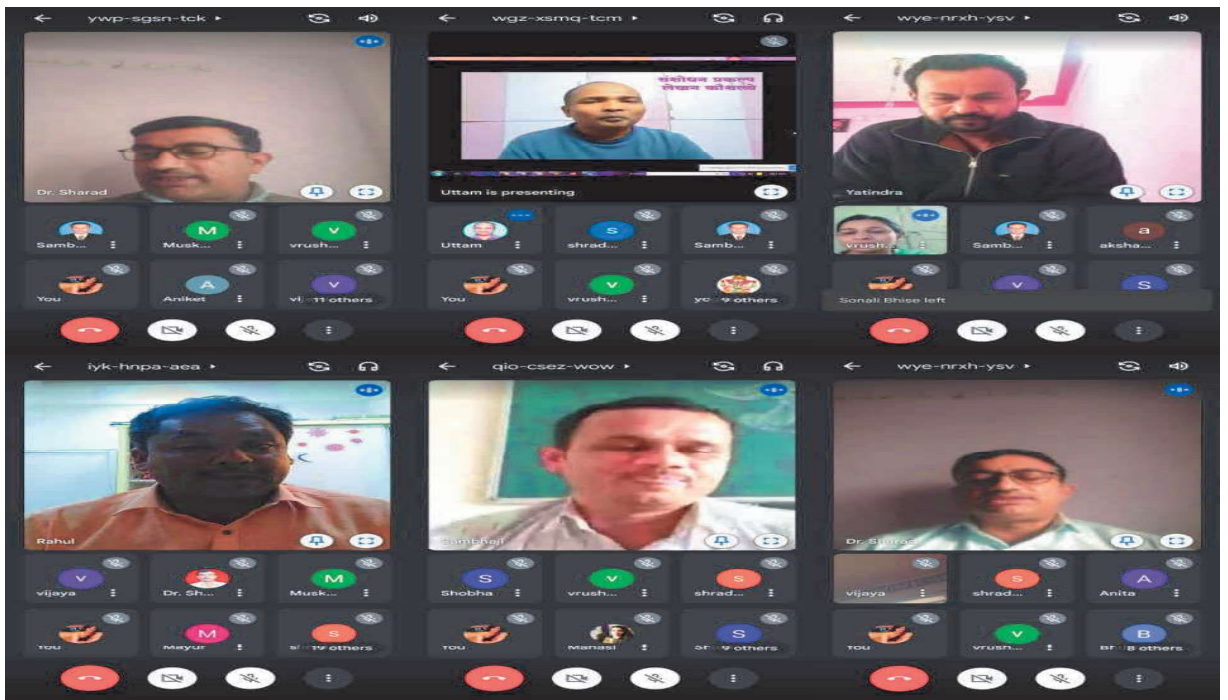 ywp-sgsn-tck
Dr. Sharad
Samb...
Musk...
vrush...
You
Aniket
11 others
wgz-xsmq-tcm
संशोधन प्रकल्प
लेखन कौशल्ये
Uttam is presenting
Uttam
shrad...
Samb...
You
vrush...
9 others
wye-nrxh-ysv
Yatindra
vrush...
Samb...
aksha...
Sonali Bhise left
iyk-hnpa-aea
Rahul
vijaya
Dr. Sh...
Musk...
You
Mayur
19 others
qio-csez-wow
Sambhaji
Shobha
vrush...
shrad...
You
Manasi
9 others
wye-nrxh-ysv
Dr. Sharad
vijaya
shrad...
Anita
You
vrush...
8 others